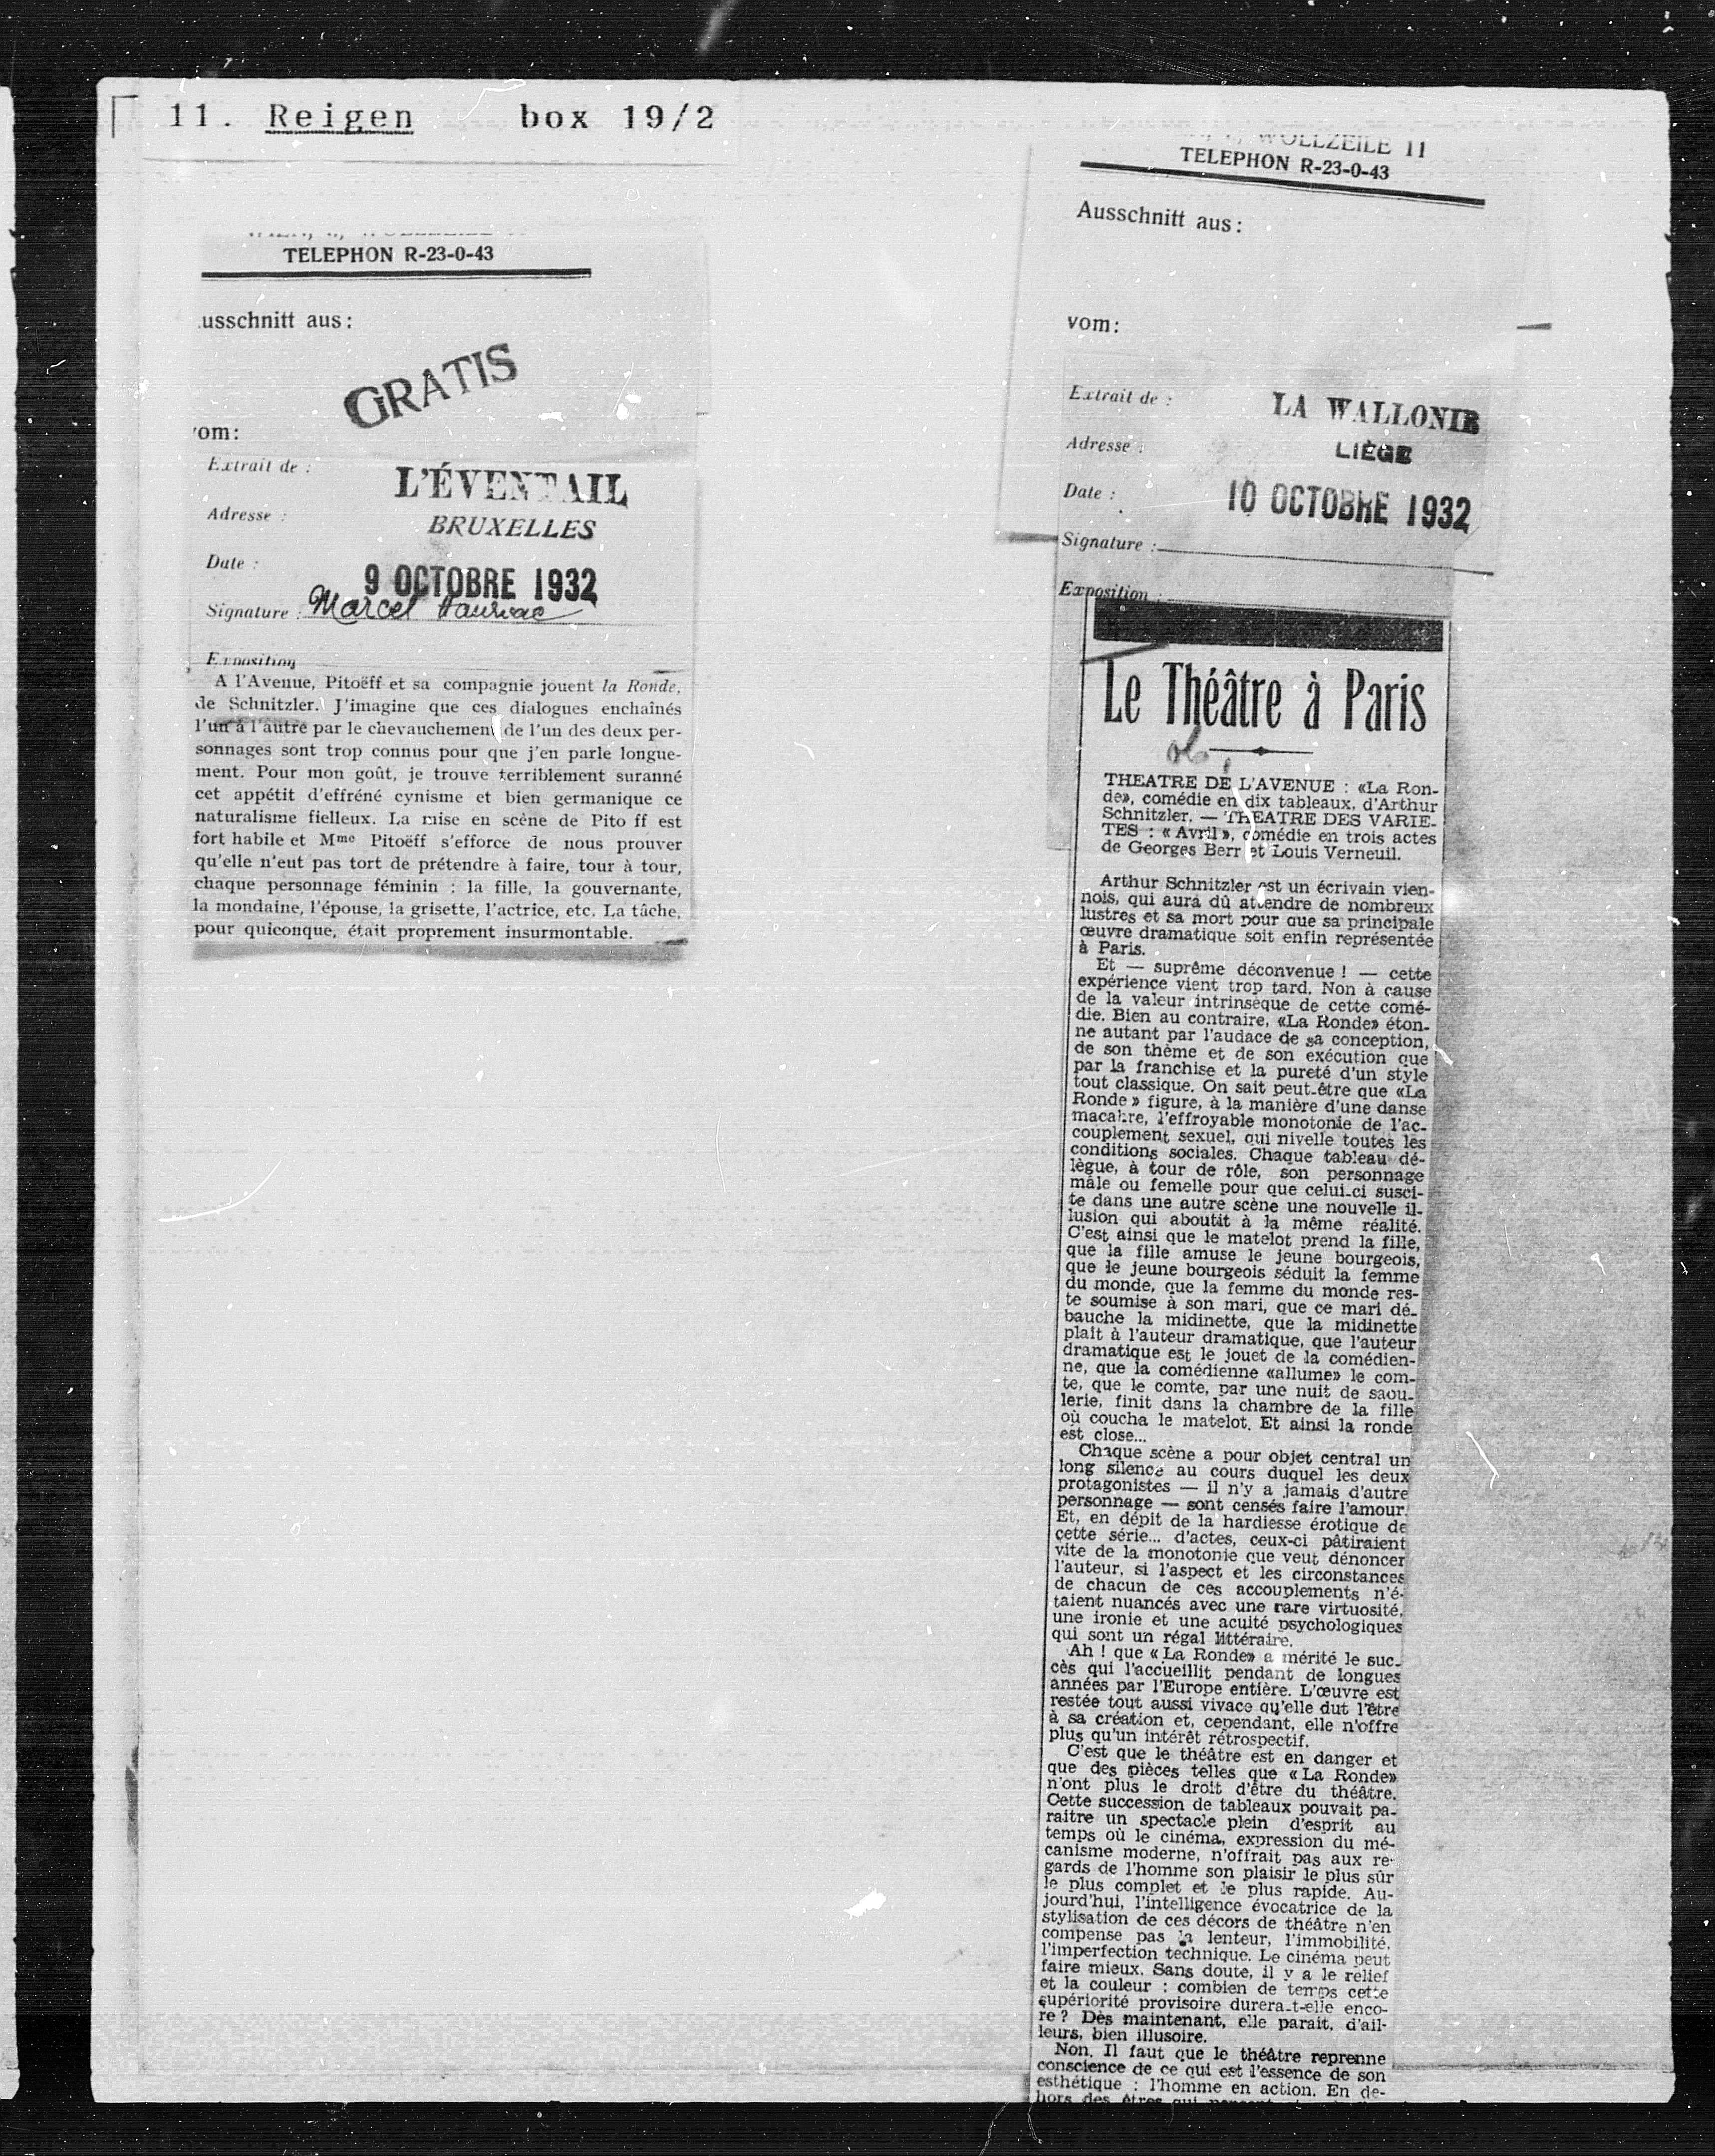 11. Reigen box 19/2
TELEPHON R-23-0-43
usschnitt aus:
GRATIS
om:
Extrait de :
L'ÉVENTAIL
Adresse :
BRUXELLES
Date :
9 OCTOBRE 1932
Signature : Marcel
Exposition
A l'Avenue, Pitoëff et sa compagnie jouent la Ronde,
de Schnitzler. J'imagine que ces dialogues enchaînés
l'un à l'autre par le chevauchement de l'un des deux per-
sonnages sont trop connus pour que j'en parle longue-
ment. Pour mon goût, je trouve terriblement suranné
cet appétit d'effréné cynisme et bien germanique ce
naturalisme fielleux. La mise en scène de Pito ff est
fort habile et Mme Pitoëff s'efforce de nous prouver
qu'elle n'eut pas tort de prétendre à faire, tour à tour,
chaque personnage féminin : la fille, la gouvernante,
la mondaine, l'épouse, la grisette, l'actrice, etc. La tâche,
pour quiconque, était proprement insurmontable.
WOLLZEILE 11
TELEPHON R-23-0-43
Ausschnitt aus:
vom:
Extrait de :
LA WALLONIE
Adresse :
LIÈGE
Date :
10 OCTOBRE 1932
Signature :
Exposition :
Le Théâtre à Paris
THEATRE DE L'AVENUE : «La Ron-
de», comédie en dix tableaux, d'Arthur
Schnitzler. — THEATRE DES VARIE-
TES : « Avril », comédie en trois actes
de Georges Berr et Louis Verneuil.
Arthur Schnitzler est un écrivain vien-
nois, qui aura dû attendre de nombreux
lustres et sa mort pour que sa principale
œuvre dramatique soit enfin représentée
à Paris.
Et — suprême déconvenue ! — cette
expérience vient trop tard. Non à cause
de la valeur intrinsèque de cette comé-
die. Bien au contraire, «La Ronde» éton-
ne autant par l'audace de sa conception,
de son thème et de son exécution que
par la franchise et la pureté d'un style
tout classique. On sait peut-être que «La
Ronde » figure, à la manière d'une danse
macabre, l'effroyable monotonie de l'ac-
couplement sexuel, qui nivelle toutes les
conditions sociales. Chaque tableau dé-
lègue, à tour de rôle, son personnage
mâle ou femelle pour que celui-ci susci-
te dans une autre scène une nouvelle il-
lusion qui aboutit à la même réalité.
C'est ainsi que le matelot prend la fille,
que la fille amuse le jeune bourgeois,
que le jeune bourgeois séduit la femme
du monde, que la femme du monde res-
te soumise à son mari, que ce mari dé-
bauche la midinette, que la midinette
plait à l'auteur dramatique, que l'auteur
dramatique est le jouet de la comédien-
ne, que la comédienne «allume» le com-
te, que le comte, par une nuit de saou-
lerie, finit dans la chambre de la fille
où coucha le matelot. Et ainsi la ronde
est close...
Chaque scène a pour objet central un
long silence au cours duquel les deux
protagonistes — il n'y a jamais d'autre
personnage — sont censés faire l'amour.
Et, en dépit de la hardiesse érotique de
cette série... d'actes, ceux-ci pâtiraient
vite de la monotonie que veut dénoncer
l'auteur, si l'aspect et les circonstances
de chacun de ces accouplements n'é-
taient nuancés avec une rare virtuosité,
une ironie et une acuité psychologiques
qui sont un régal littéraire.
Ah ! que « La Ronde» a mérité le suc-
cès qui l'accueillit pendant de longues
années par l'Europe entière. L'œuvre est
restée tout aussi vivace qu'elle dut l'être
à sa création et, cependant, elle n'offre
plus qu'un intérêt rétrospectif.
C'est que le théâtre est en danger et
que des pièces telles que « La Ronde»
n'ont plus le droit d'être du théâtre.
Cette succession de tableaux pouvait pa-
raitre un spectacle plein d'esprit au
temps où le cinéma, expression du mé-
canisme moderne, n'offrait pas aux re-
gards de l'homme son plaisir le plus sûr
le plus complet et le plus rapide. Au-
jourd'hui, l'intelligence évocatrice de la
stylisation de ces décors de théâtre n'en
compense pas la lenteur, l'immobilité,
l'imperfection technique. Le cinéma peut
faire mieux. Sans doute, il y a le relief
et la couleur : combien de temps cette
supériorité provisoire durera-t-elle enco-
re ? Dès maintenant, elle parait, d'ail-
leurs, bien illusoire.
Non. Il faut que le théâtre reprenne
conscience de ce qui est l'essence de son
esthétique : l'homme en action. En de-
hors des êtres qui